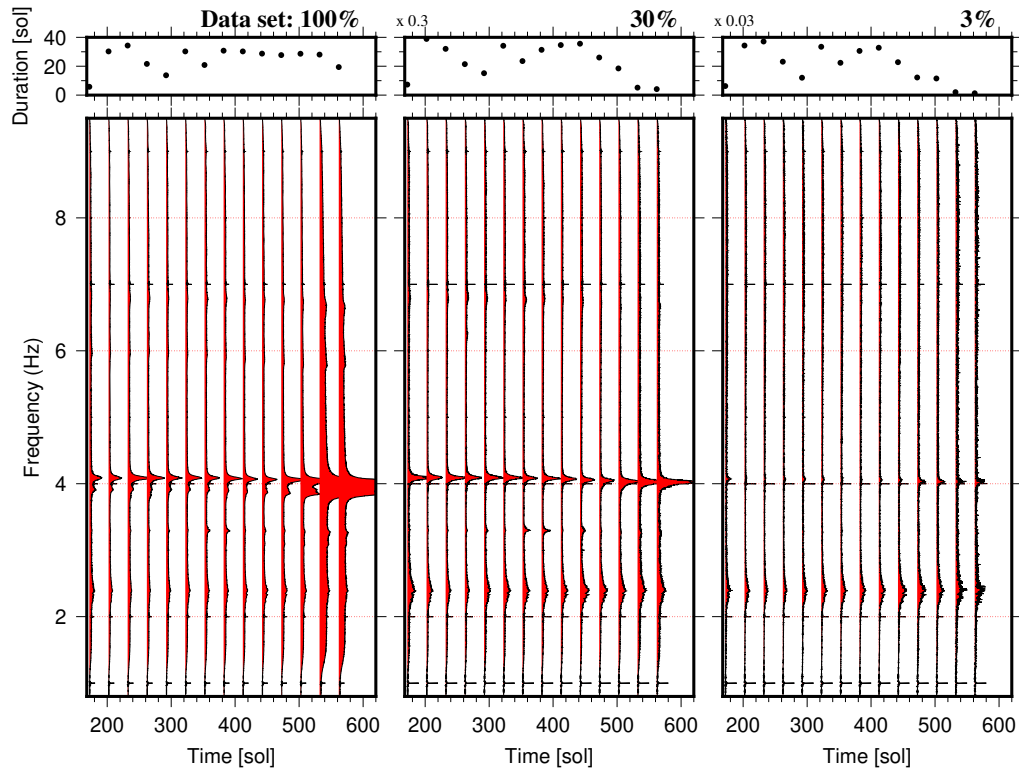 Data set: 100%
x 0.3
30%
x 0.03
3%
Duration [sol]
40
20
0
Frequency (Hz)
8
6
4
2
200 300 400 500 600
200 300 400 500 600
200 300 400 500 600
Time [sol]
Time [sol]
Time [sol]